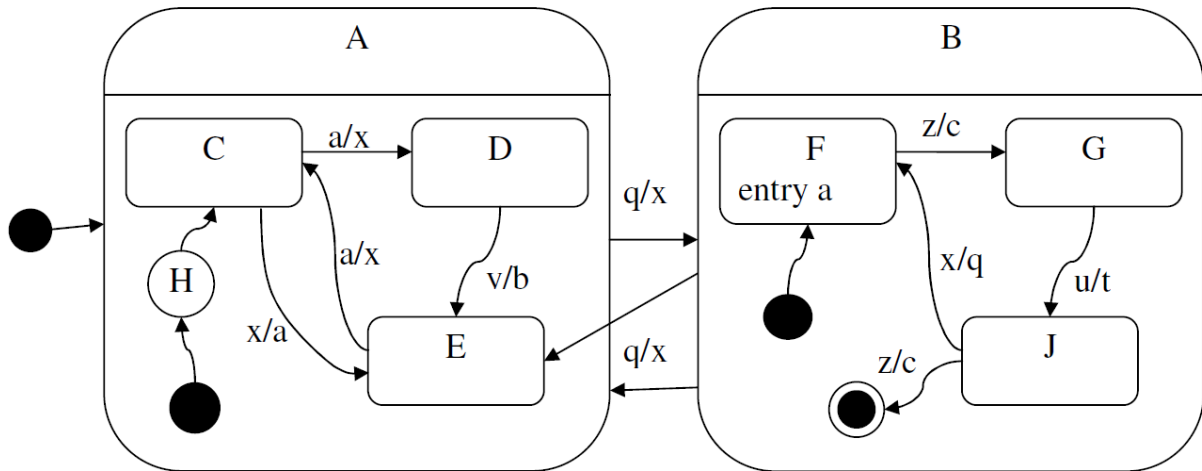 A
B
C
a/x
D
F
entry a
z/c
G
q/x
H
a/x
v/b
x/q
u/t
x/a
E
q/x
J
z/c